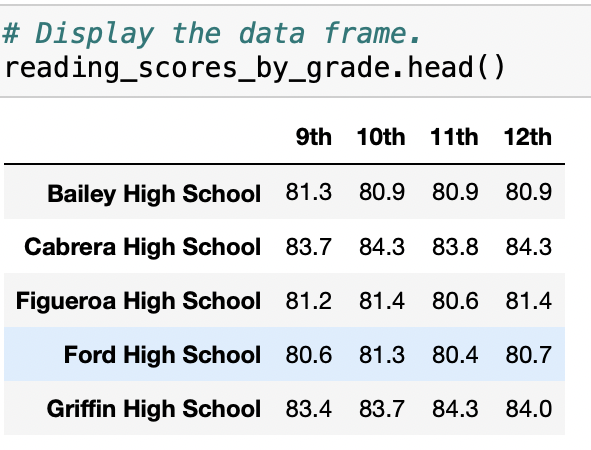 # Display the data frame.
reading_scores_by_grade.head()
9th 10th 11th 12th
Bailey High School 81.3 80.9 80.9 80.9
Cabrera High School 83.7 84.3 83.8 84.3
Figueroa High School 81.2 81.4 80.6 81.4
Ford High School 80.6 81.3 80.4 80.7
Griffin High School 83.4 83.7 84.3 84.0